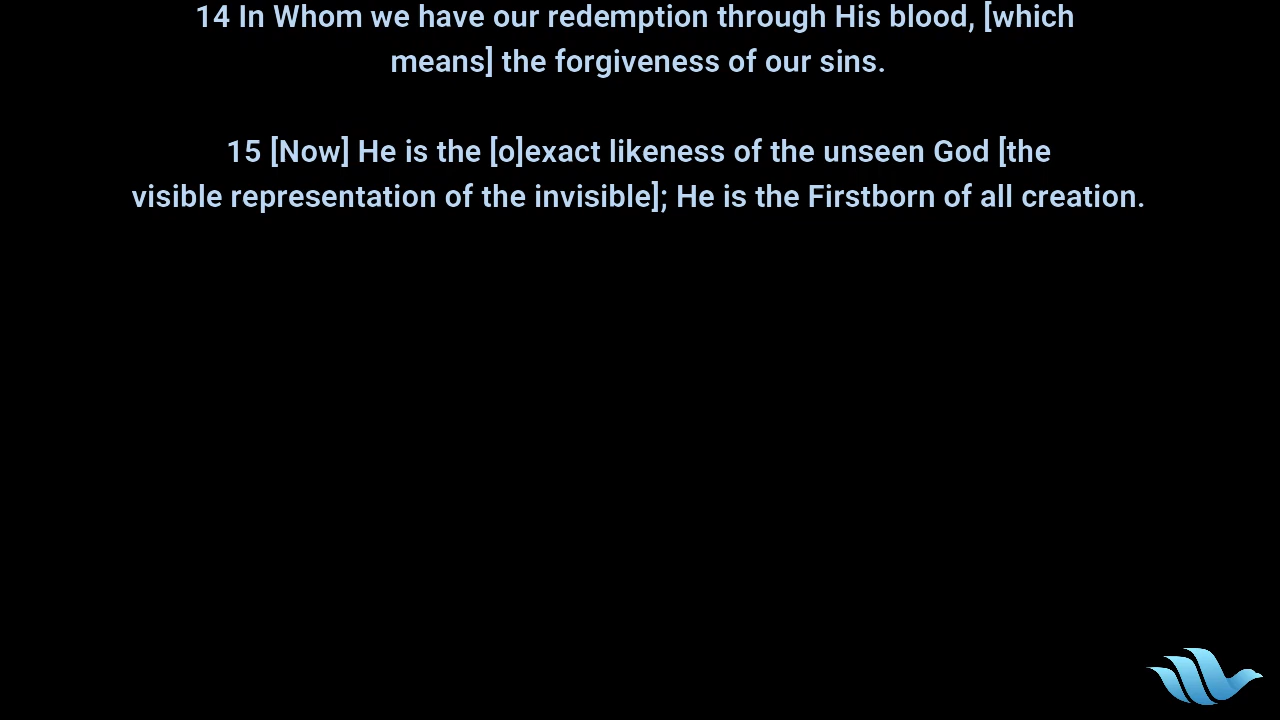 14 In Whom we have our redemption through His blood, [which
means] the forgiveness of our sins.
15 [Now] He is the [o]exact likeness of the unseen God [the
visible representation of the invisible]; He is the Firstborn of all creation.